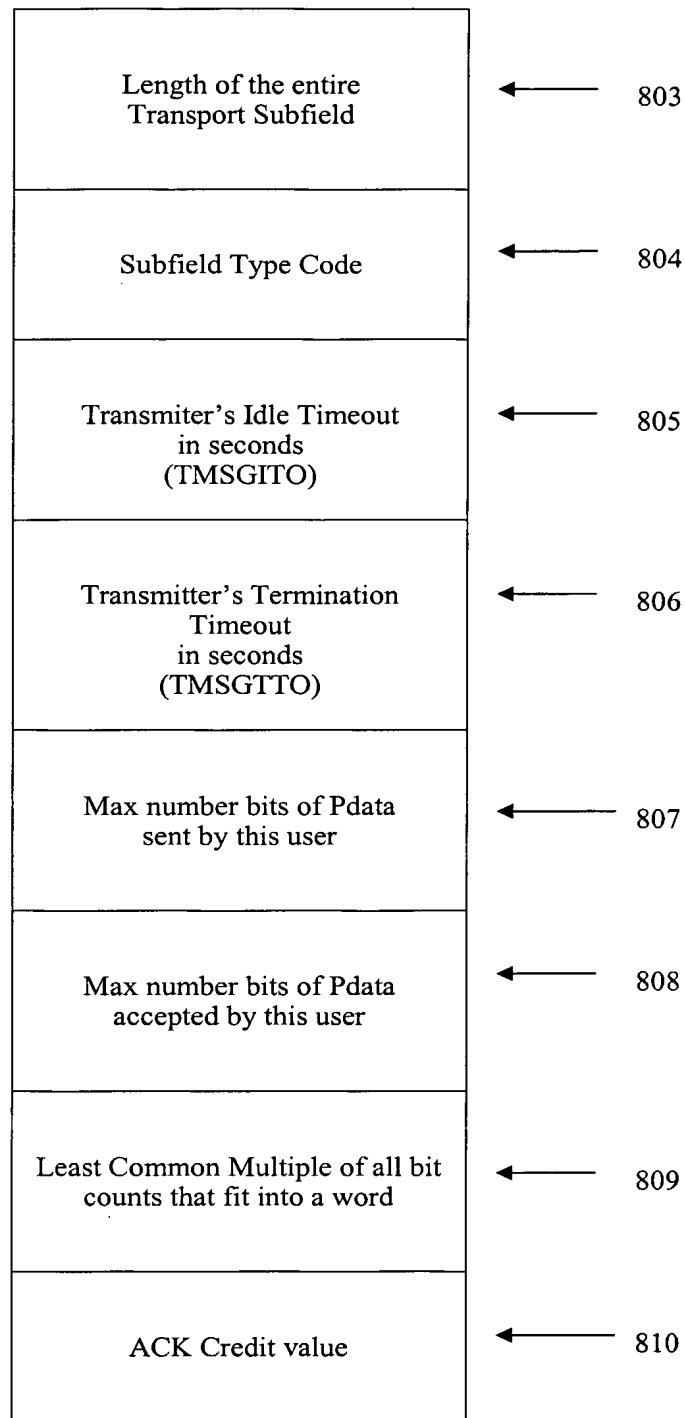 Length of the entire
Transport Subfield
803
Subfield Type Code
804
Transmiter's Idle Timeout
in seconds
(TMSGITO)
805
Transmitter's Termination
Timeout
in seconds
(TMSGTTO)
806
Max number bits of Pdata
sent by this user
807
Max number bits of Pdata
accepted by this user
808
Least Common Multiple of all bit
counts that fit into a word
809
ACK Credit value
810